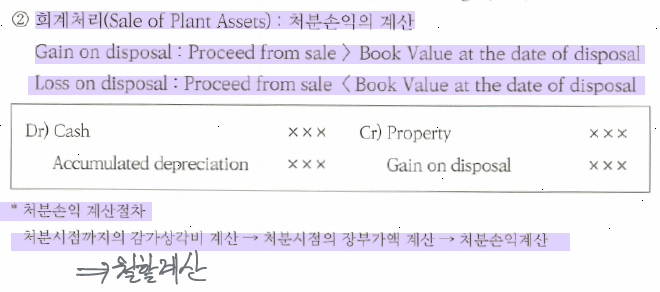 ② 회계처리(Sale of Plant Assets) : 처분손익의 계산
Gain on disposal : Proceed from sale 〉 Book Value at the date of disposal
Loss on disposal : Proceed from sale 〈 Book Value at the date of disposal
Dr) Cash ××× Cr) Property ×××
Accumulated depreciation ××× Gain on disposal ×××
* 처분손익 계산절차
처분시점까지의 감가상각비 계산 → 처분시점의 장부가액 계산 → 처분손익계산
⇒ 월할계산